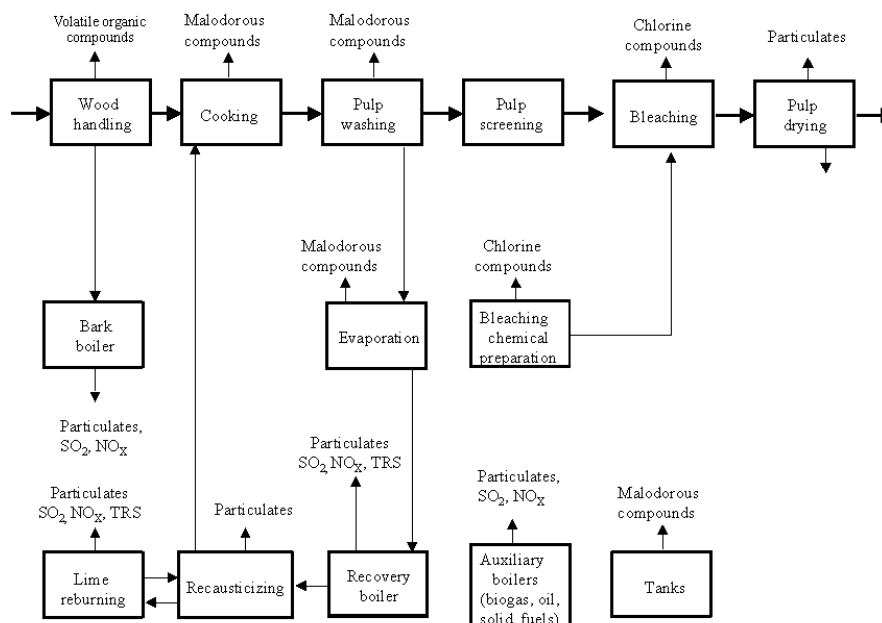 Volatile organic
compounds
Malodorous
compounds
Malodorous
compounds
Chlorine
compounds
Particulates
Wood
handling
Cooking
Pulp
washing
Pulp
screening
Bleaching
Pulp
drying
Malodorous
compounds
Chlorine
compounds
Bark
boiler
Evaporation
Bleaching
chemical
preparation
Particulates,
SO₂, NOₓ
Particulates
SO₂, NOₓ, TRS
Particulates
SO₂, NOₓ, TRS
Particulates
Particulates,
SO₂, NOₓ
Malodorous
compounds
Lime
reburning
Recausticizing
Recovery
boiler
Auxiliary
boilers
(biogas, oil,
solid fuels)
Tanks